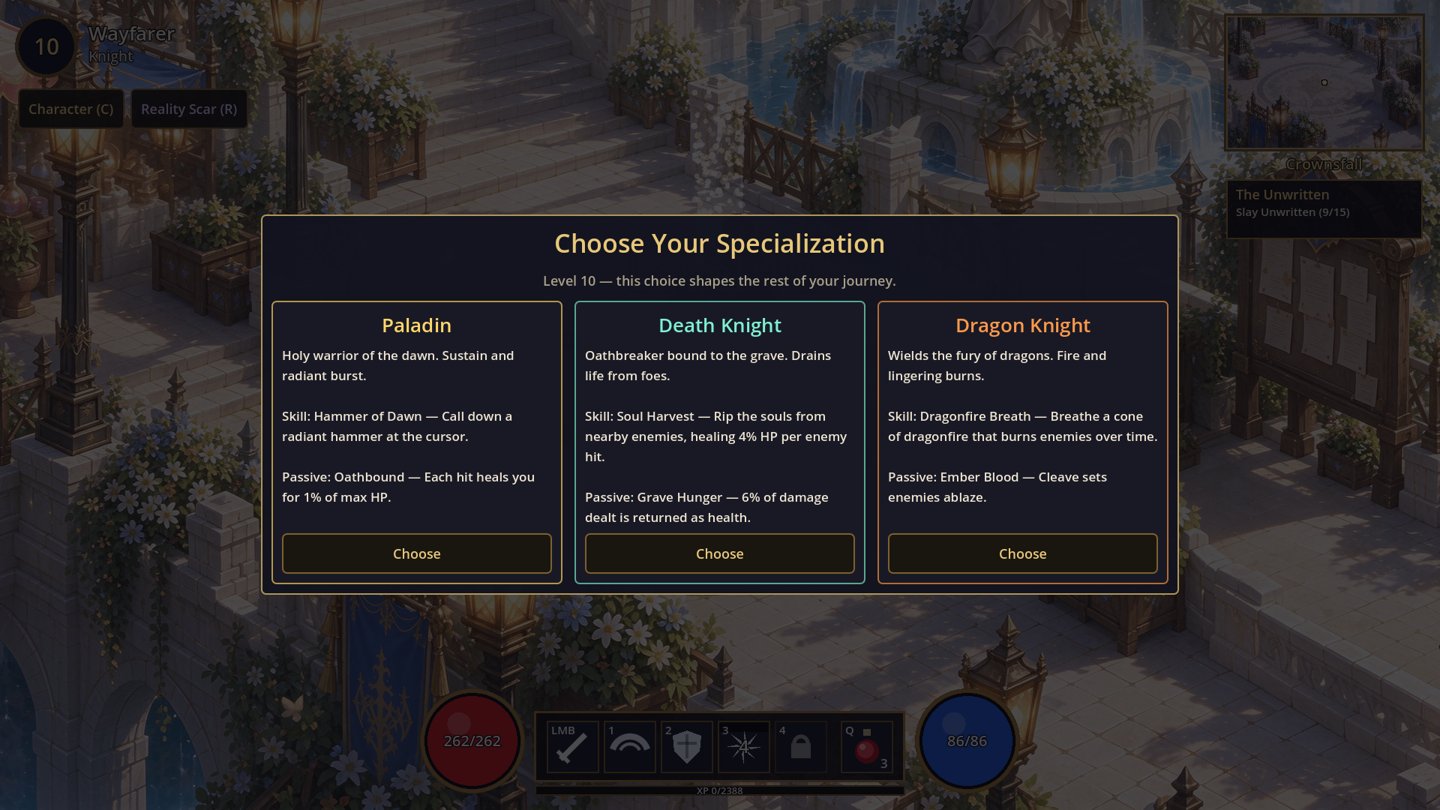 10
Wayfarer
Knight
Character (C)
Reality Scar (R)
Crownsfall
The Unwritten
Slay Unwritten (9/15)
Choose Your Specialization
Level 10 — this choice shapes the rest of your journey.
Paladin
Holy warrior of the dawn. Sustain and
radiant burst.
Skill: Hammer of Dawn — Call down a
radiant hammer at the cursor.
Passive: Oathbound — Each hit heals you
for 1% of max HP.
Choose
Death Knight
Oathbreaker bound to the grave. Drains
life from foes.
Skill: Soul Harvest — Rip the souls from
nearby enemies, healing 4% HP per enemy
hit.
Passive: Grave Hunger — 6% of damage
dealt is returned as health.
Choose
Dragon Knight
Wields the fury of dragons. Fire and
lingering burns.
Skill: Dragonfire Breath — Breathe a cone
of dragonfire that burns enemies over time.
Passive: Ember Blood — Cleave sets
enemies ablaze.
Choose
262/262
LMB
1
2
3
4
4
Q
3
86/86
XP 0/2388